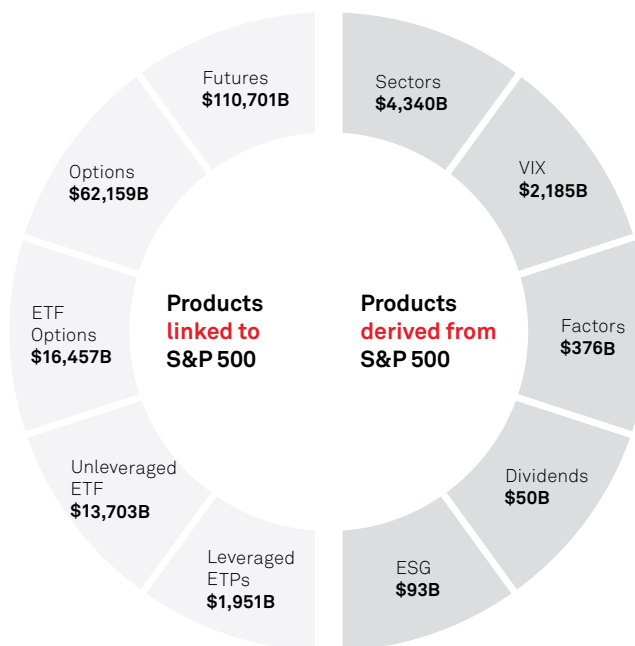 Futures
$110,701B
Options
$62,159B
ETF
Options
$16,457B
Unleveraged
ETF
$13,703B
Leveraged
ETPs
$1,951B
Products
linked to
S&P 500
Products
derived from
S&P 500
Sectors
$4,340B
VIX
$2,185B
Factors
$376B
Dividends
$50B
ESG
$93B